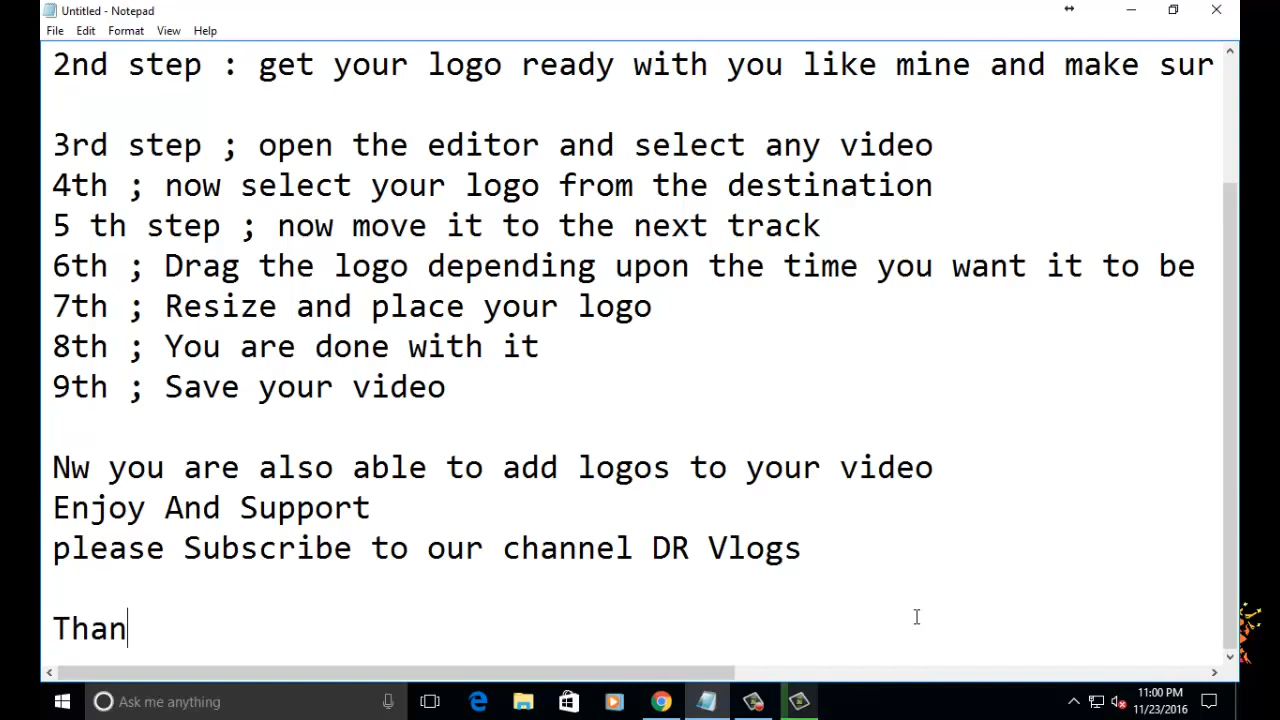 Untitled - Notepad
File Edit Format View Help
2nd step : get your logo ready with you like mine and make sur
3rd step ; open the editor and select any video
4th ; now select your logo from the destination
5 th step ; now move it to the next track
6th ; Drag the logo depending upon the time you want it to be
7th ; Resize and place your logo
8th ; You are done with it
9th ; Save your video
Nw you are also able to add logos to your video
Enjoy And Support
please Subscribe to our channel DR Vlogs
Than
Ask me anything
11:00 PM
11/23/2016